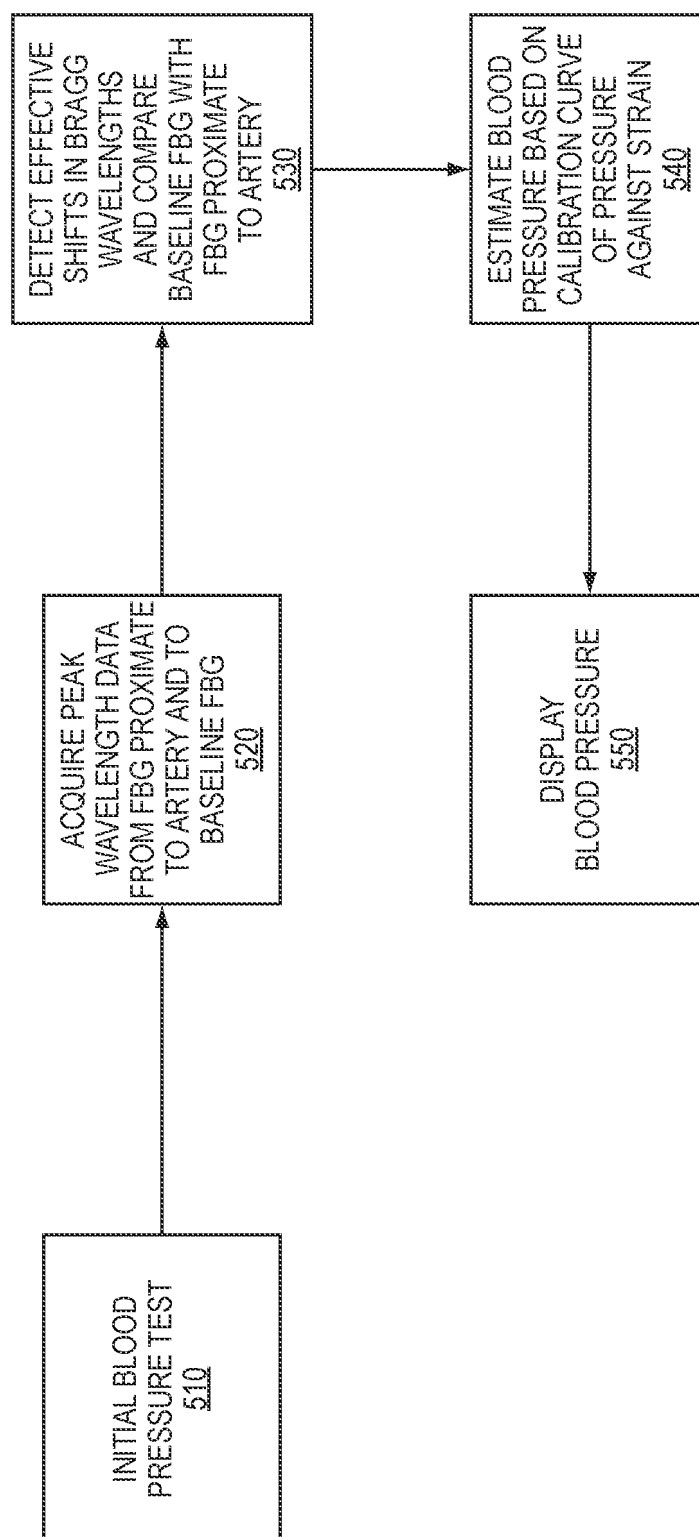 INITIAL BLOOD
PRESSURE TEST
510
ACQUIRE PEAK
WAVELENGTH DATA
FROM FBG PROXIMATE
TO ARTERY AND TO
BASELINE FBG
520
DETECT EFFECTIVE
SHIFTS IN BRAGG
WAVELENGTHS
AND COMPARE
BASELINE FBG WITH
FBG PROXIMATE
TO ARTERY
530
ESTIMATE BLOOD
PRESSURE BASED ON
CALIBRATION CURVE
OF PRESSURE
AGAINST STRAIN
540
DISPLAY
BLOOD PRESSURE
550